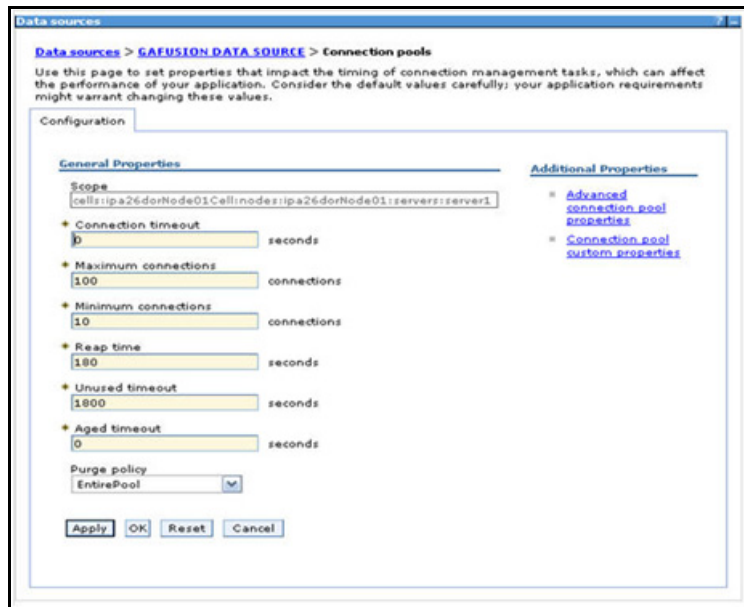 Data sources
? –
Data sources > GAFUSION DATA SOURCE > Connection pools
Use this page to set properties that impact the timing of connection management tasks, which can affect
the performance of your application. Consider the default values carefully; your application requirements
might warrant changing these values.
Configuration
General Properties
Additional Properties
Scope
cells:ipa26dorNode01Cell:nodes:ipa26dorNode01:servers:server1
Advanced
connection pool
properties
Connection pool
custom properties
Connection timeout
0 seconds
Maximum connections
100 connections
Minimum connections
10 connections
Reap time
180 seconds
Unused timeout
1800 seconds
Aged timeout
0 seconds
Purge policy
EntirePool
Apply OK Reset Cancel